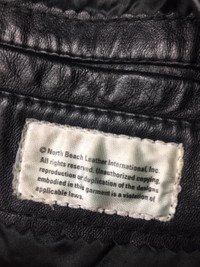 © North Beach Leather International, Inc.
All rights reserved. Unauthorized copying,
reproduction or duplication of the designs
embodied in this garment is a violation of
applicable laws.